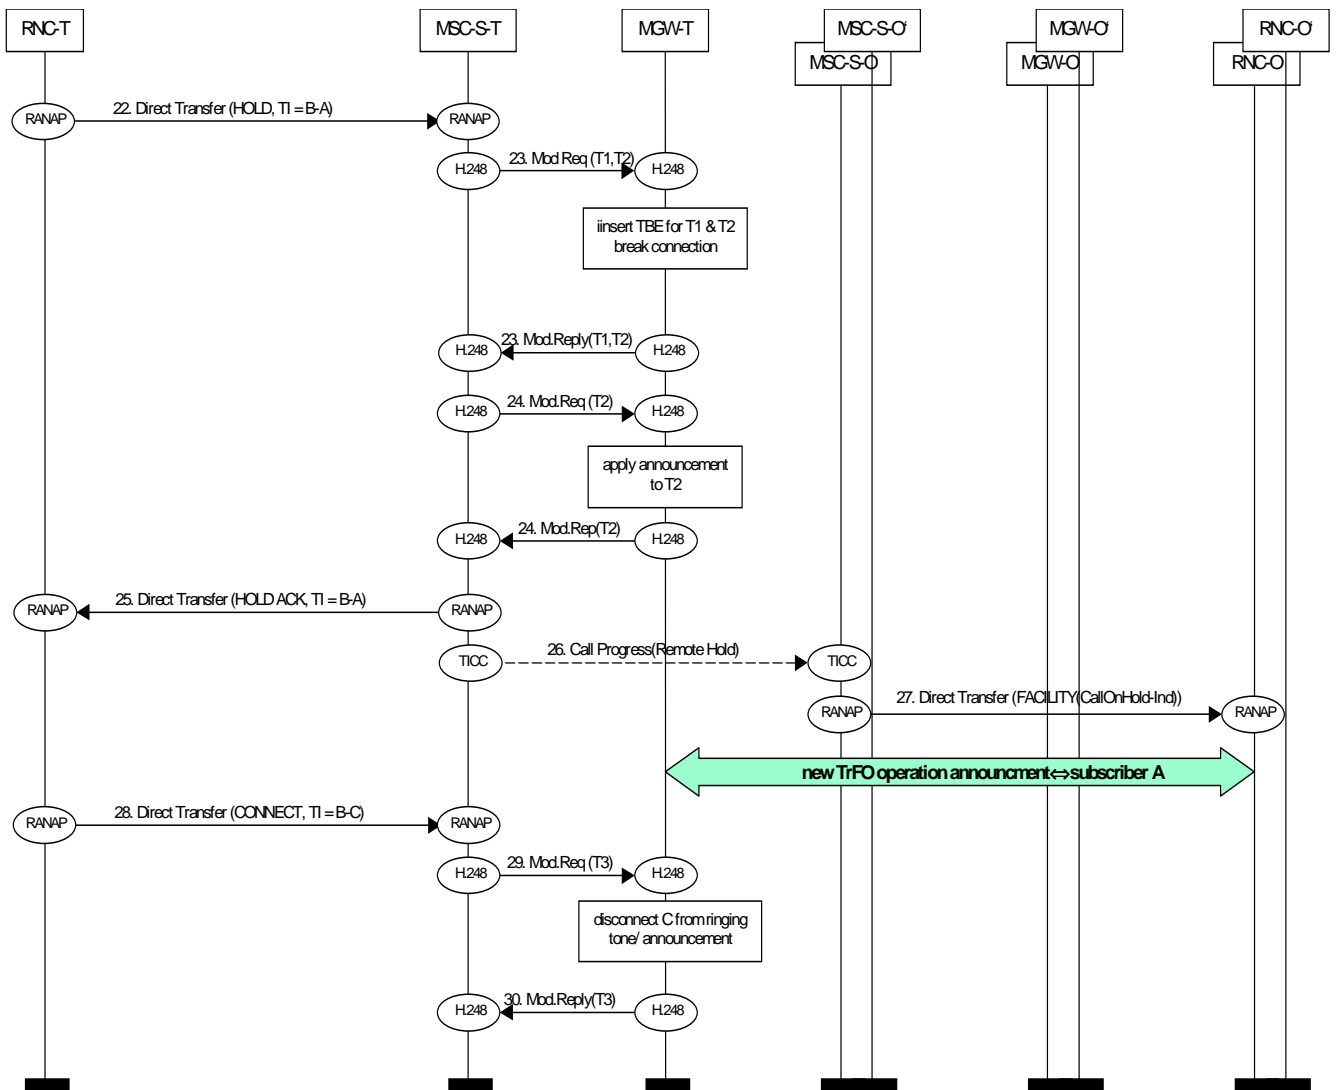 RNC-T
MSC-S-T
MGW-T
MSC-S-O'
MGW-O'
RNC-O'
MSC-S-O
MGW-O
RNC-O
RANAP
22. Direct Transfer (HOLD, TI = B-A)
RANAP
H.248
23. Mod Req (T1,T2)
H.248
iinsert TBE for T1 & T2
break connection
H.248
23. Mod.Reply(T1,T2)
H.248
H.248
24. Mod.Req (T2)
H.248
apply announcement
to T2
H.248
24. Mod.Rep(T2)
H.248
RANAP
25. Direct Transfer (HOLD ACK, TI = B-A)
RANAP
TICC
26. Call Progress(Remote Hold)
TICC
RANAP
27. Direct Transfer (FACILITY(CallOnHold-Ind))
RANAP
new TrFO operation announcment⇔subscriber A
RANAP
28. Direct Transfer (CONNECT, TI = B-C)
RANAP
H.248
29. Mod.Req (T3)
H.248
disconnect C from ringing
tone/ announcement
H.248
30. Mod.Reply(T3)
H.248